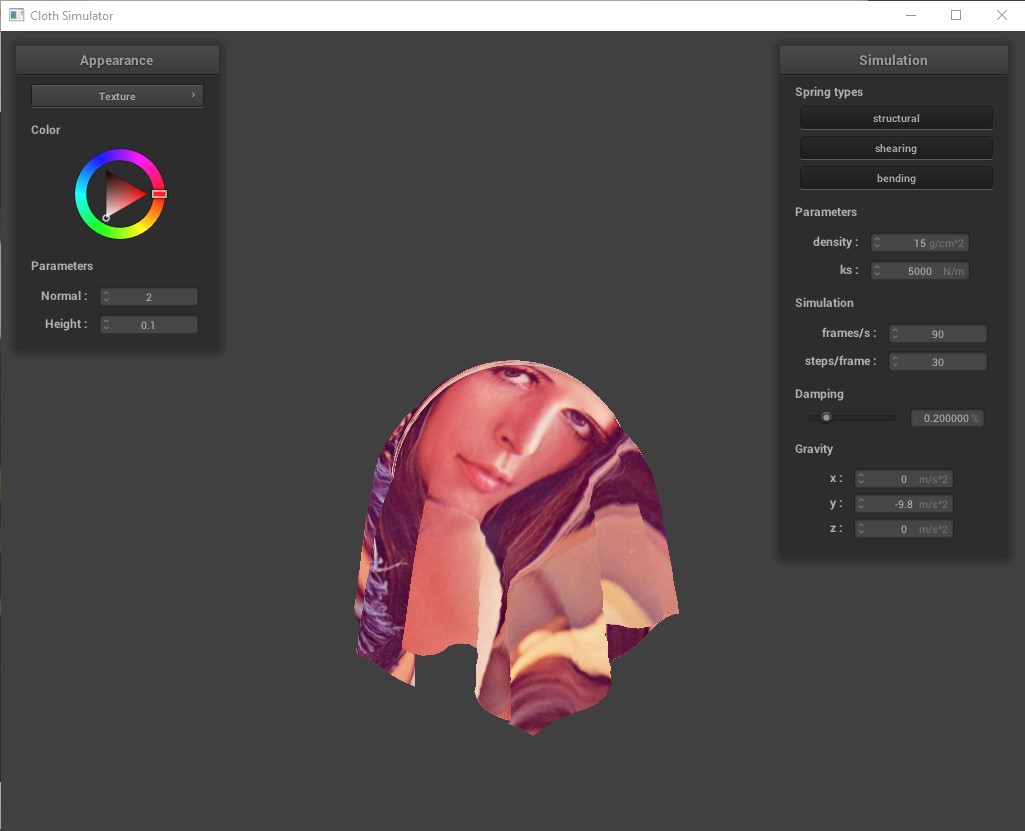 Cloth Simulator
Appearance
Texture
Color
Parameters
Normal :
2
Height :
0.1
Simulation
Spring types
structural
shearing
bending
Parameters
density :
15 g/cm^2
ks :
5000 N/m
Simulation
frames/s :
90
steps/frame :
30
Damping
0.200000 %
Gravity
x :
0 m/s^2
y :
-9.8 m/s^2
z :
0 m/s^2